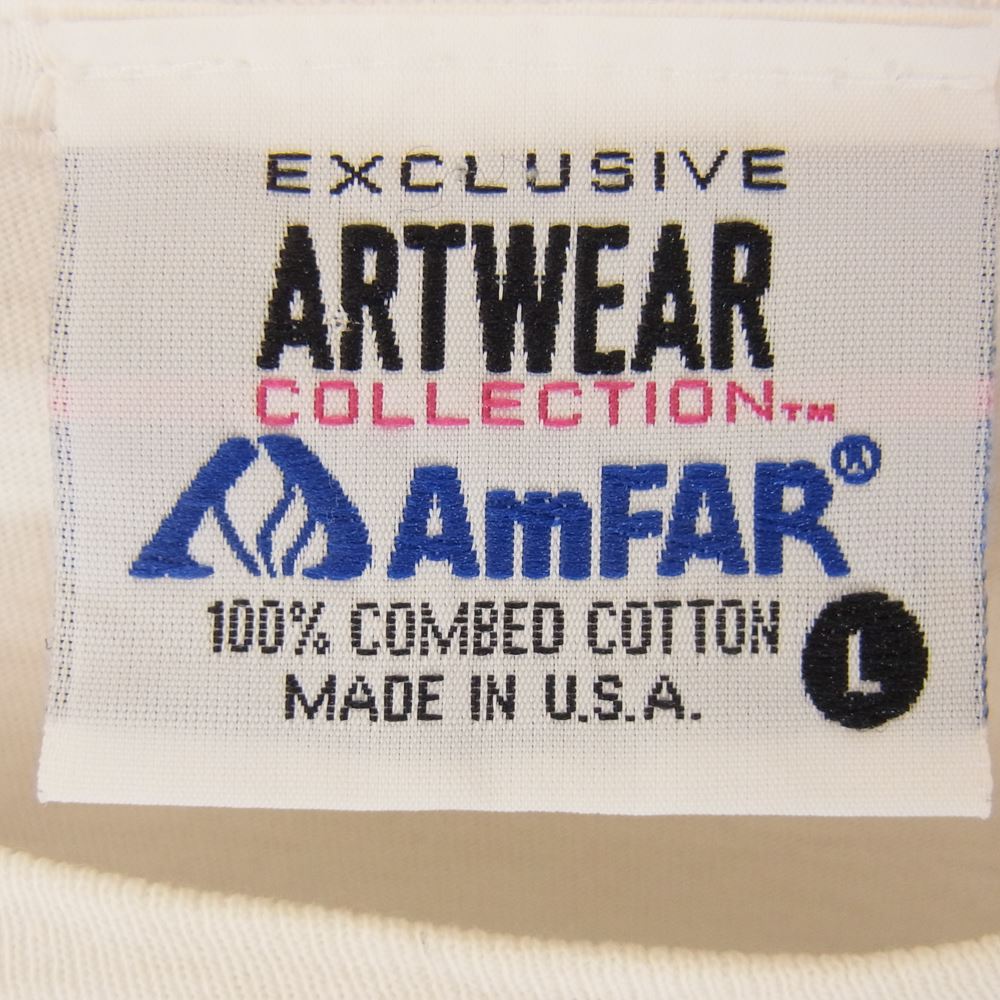 EXCLUSIVE
ARTWEAR
COLLECTION™
AmFAR®
100% COMBED COTTON
MADE IN U.S.A.
L